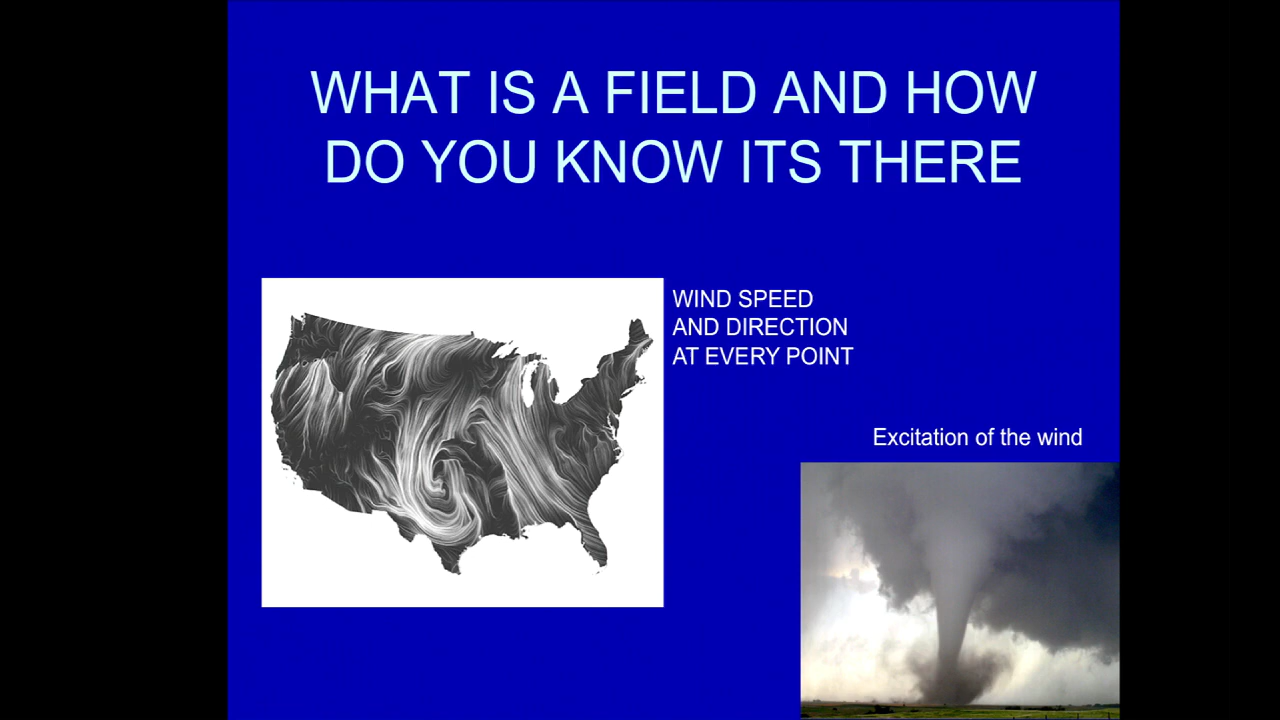 WHAT IS A FIELD AND HOW
DO YOU KNOW ITS THERE
WIND SPEED
AND DIRECTION
AT EVERY POINT
Excitation of the wind